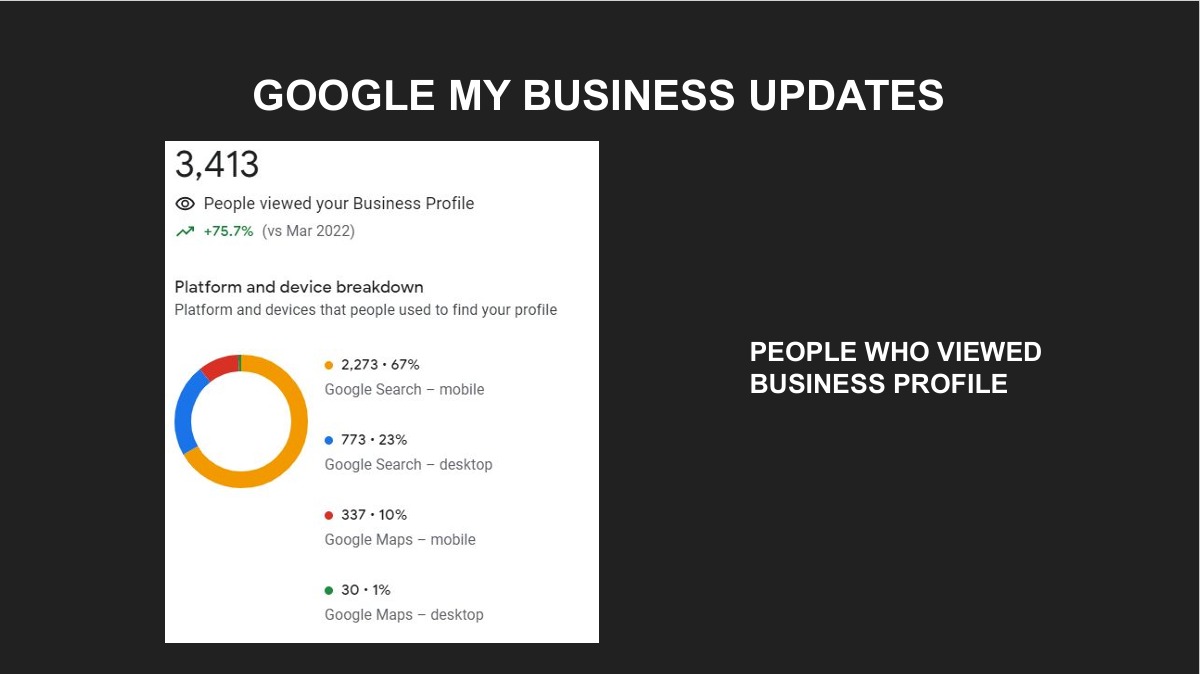 GOOGLE MY BUSINESS UPDATES
3,413
People viewed your Business Profile
+75.7% (vs Mar 2022)
Platform and device breakdown
Platform and devices that people used to find your profile
2,273 • 67%
Google Search – mobile
773 • 23%
Google Search – desktop
337 • 10%
Google Maps – mobile
30 • 1%
Google Maps – desktop
PEOPLE WHO VIEWED
BUSINESS PROFILE